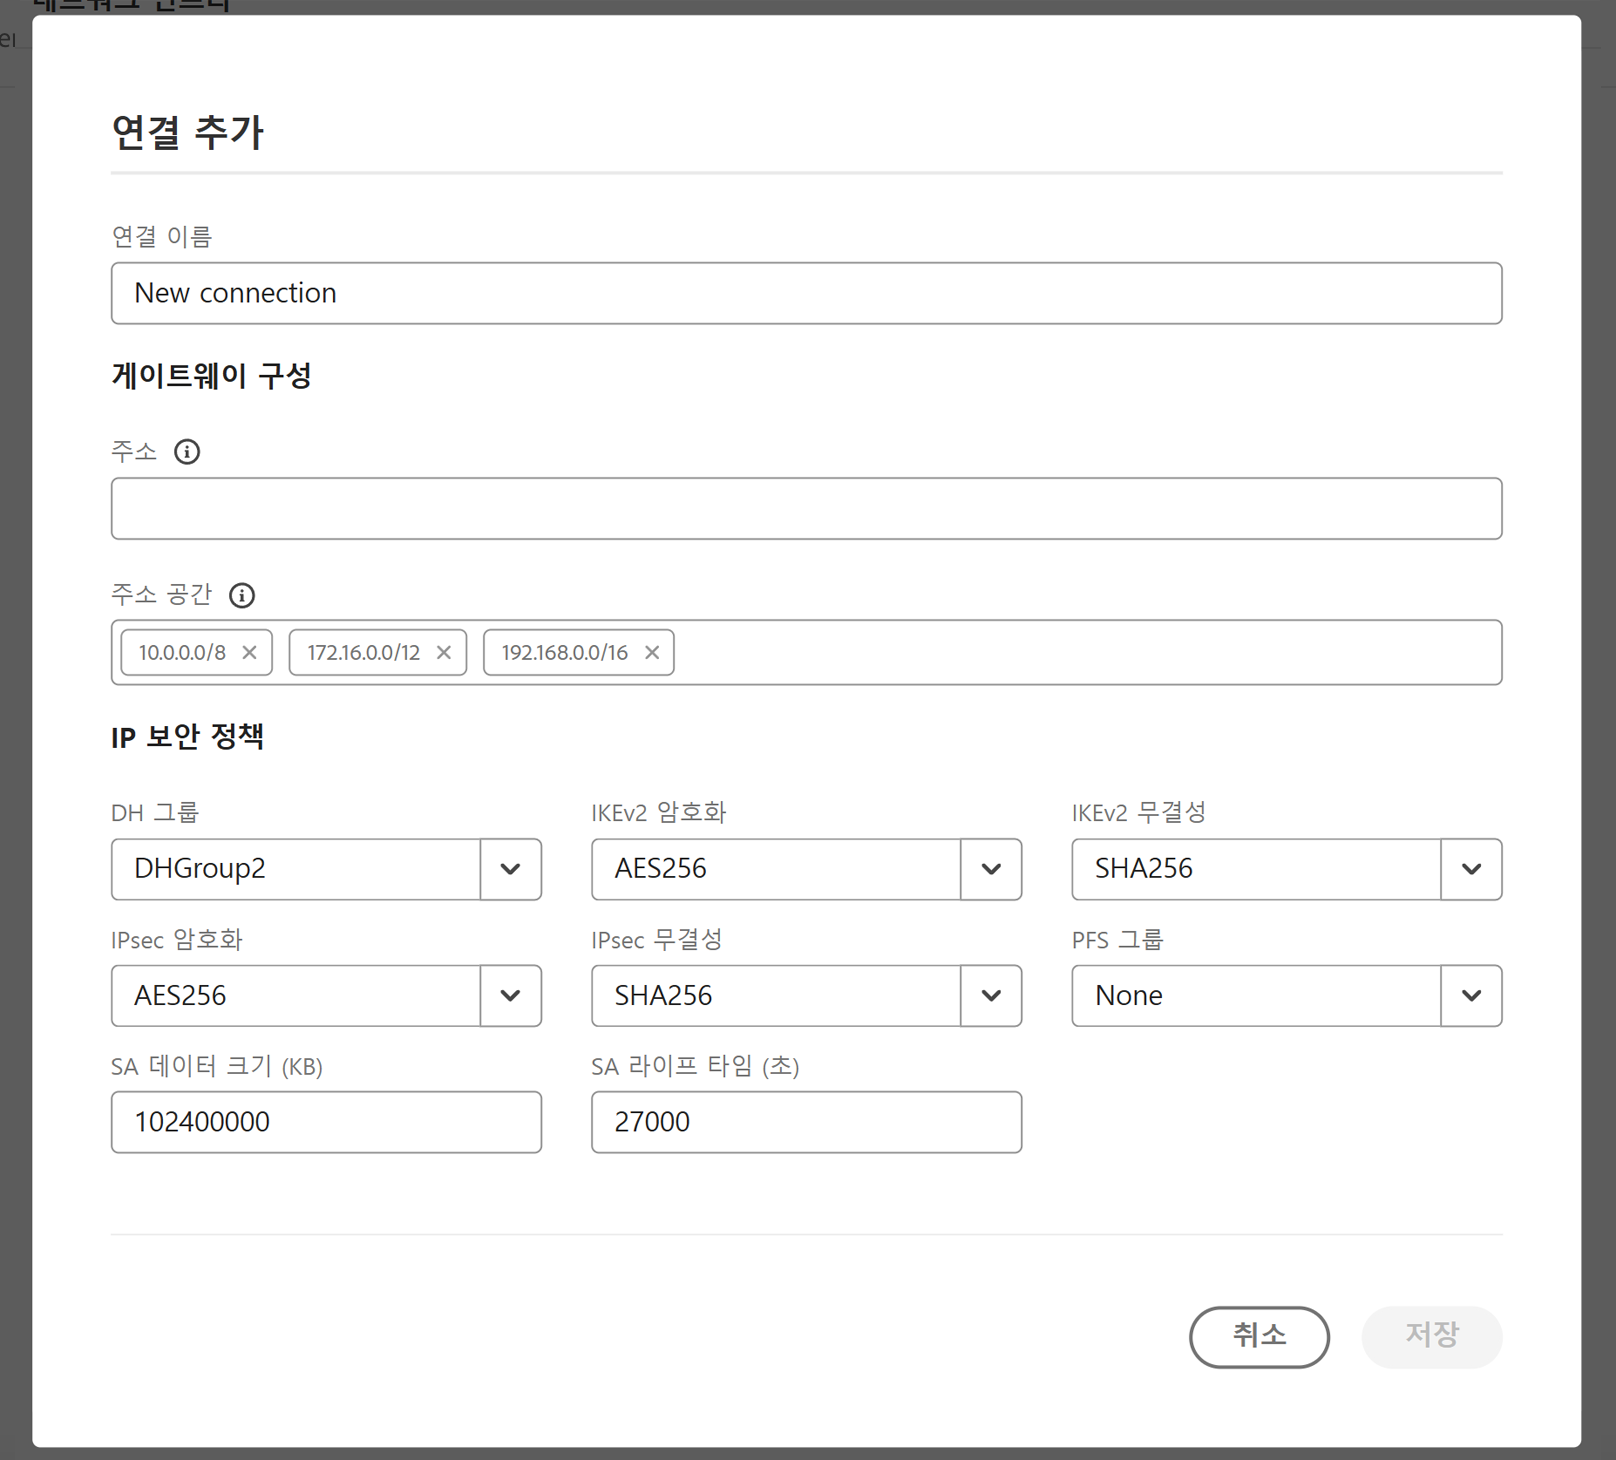 연결 추가
연결 이름
New connection
게이트웨이 구성
주소
주소 공간
10.0.0.0/8 172.16.0.0/12 192.168.0.0/16
IP 보안 정책
DH 그룹 IKEv2 암호화 IKEv2 무결성
DHGroup2 AES256 SHA256
IPsec 암호화 IPsec 무결성 PFS 그룹
AES256 SHA256 None
SA 데이터 크기 (KB) SA 라이프 타임 (초)
102400000 27000
취소 저장